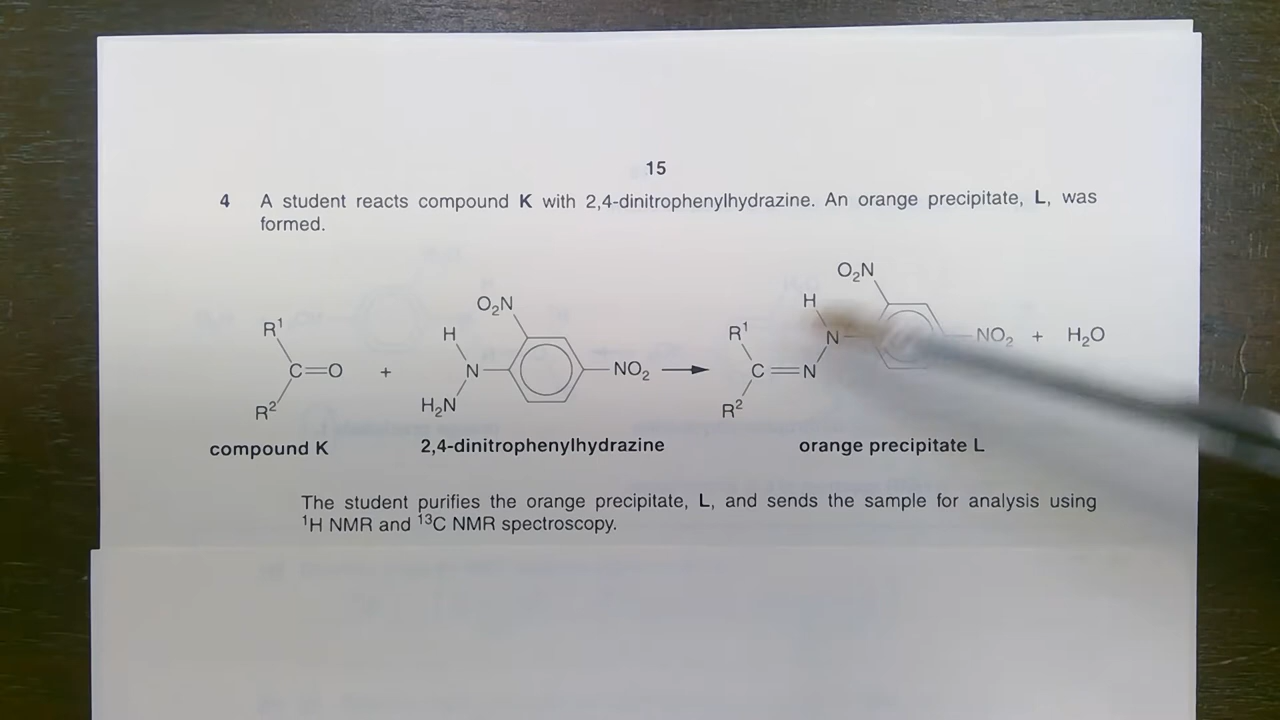 15
4 A student reacts compound K with 2,4-dinitrophenylhydrazine. An orange precipitate, L, was
formed.
R¹
C=O
R²
+
O₂N
H
N
NO₂
H₂N
R¹
C=N
R²
H
N
O₂N
NO₂ + H₂O
compound K 2,4-dinitrophenylhydrazine orange precipitate L
The student purifies the orange precipitate, L, and sends the sample for analysis using
¹H NMR and ¹³C NMR spectroscopy.